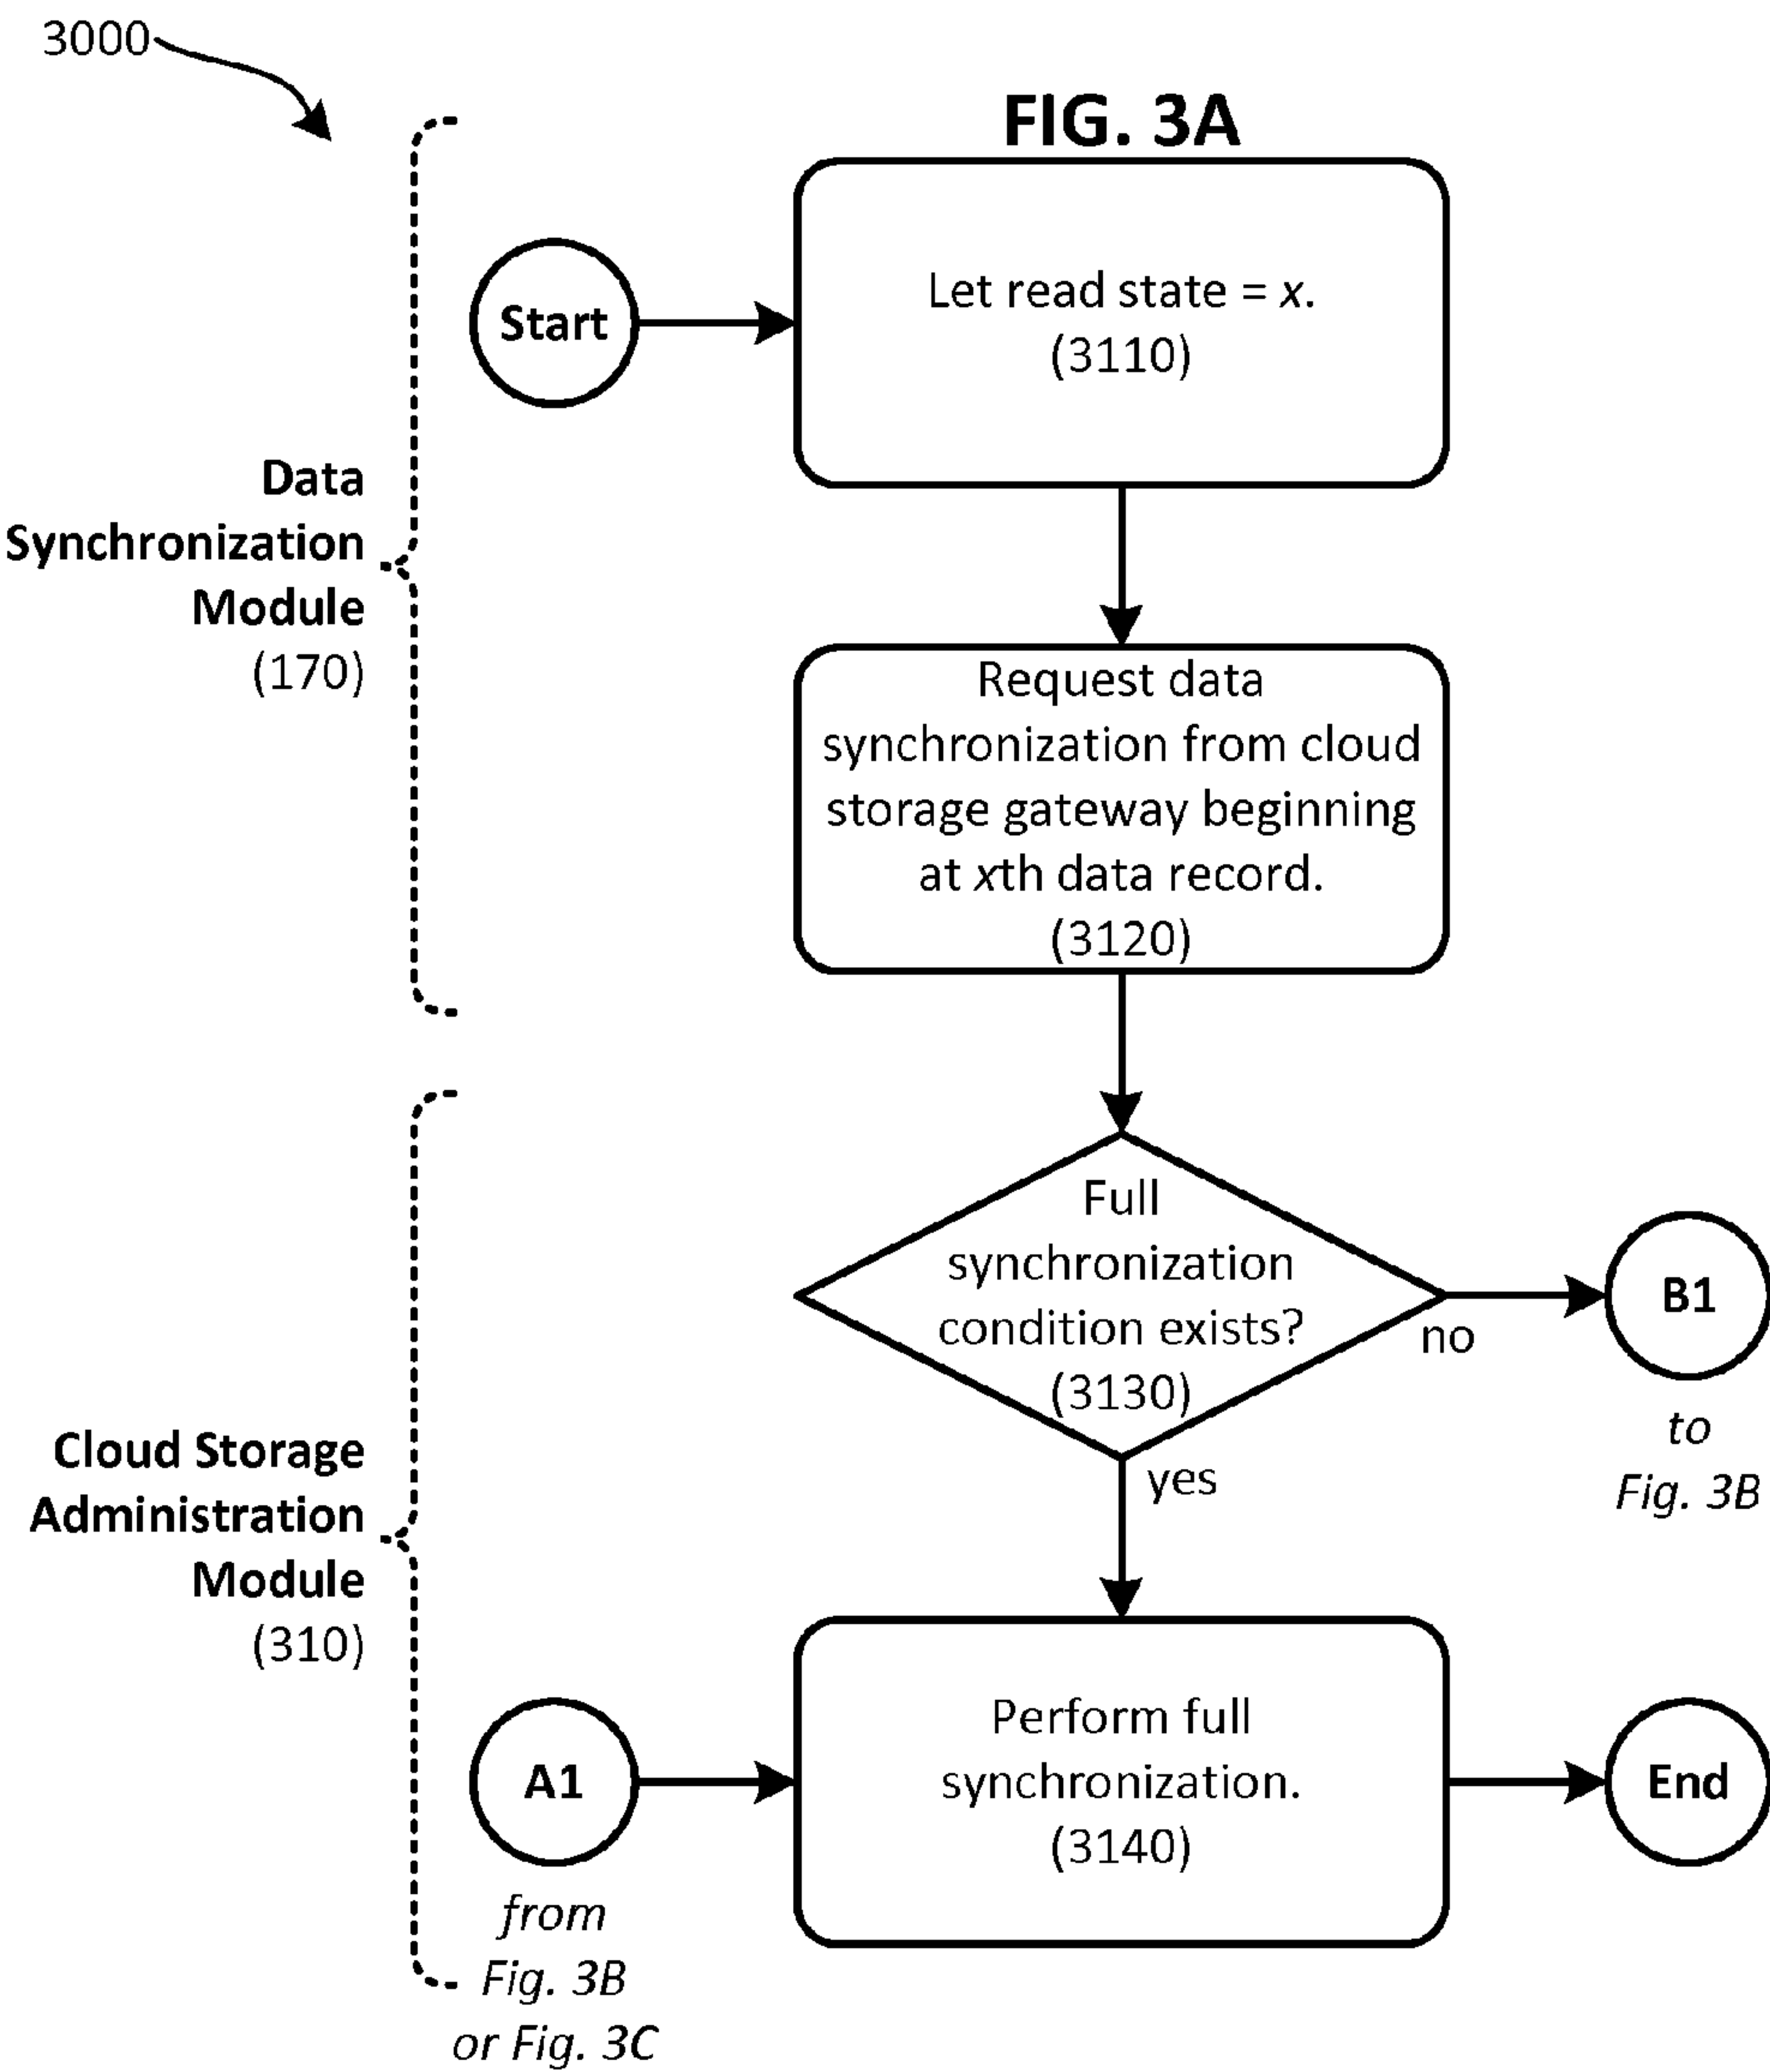 3000
FIG. 3A
Start
Let read state = x.
(3110)
Data
Synchronization
Module
(170)
Request data
synchronization from cloud
storage gateway beginning
at xth data record.
(3120)
Full
synchronization
condition exists?
(3130)
no
B1
to
Fig. 3B
yes
Cloud Storage
Administration
Module
(310)
A1
from
Fig. 3B
or Fig. 3C
Perform full
synchronization.
(3140)
End